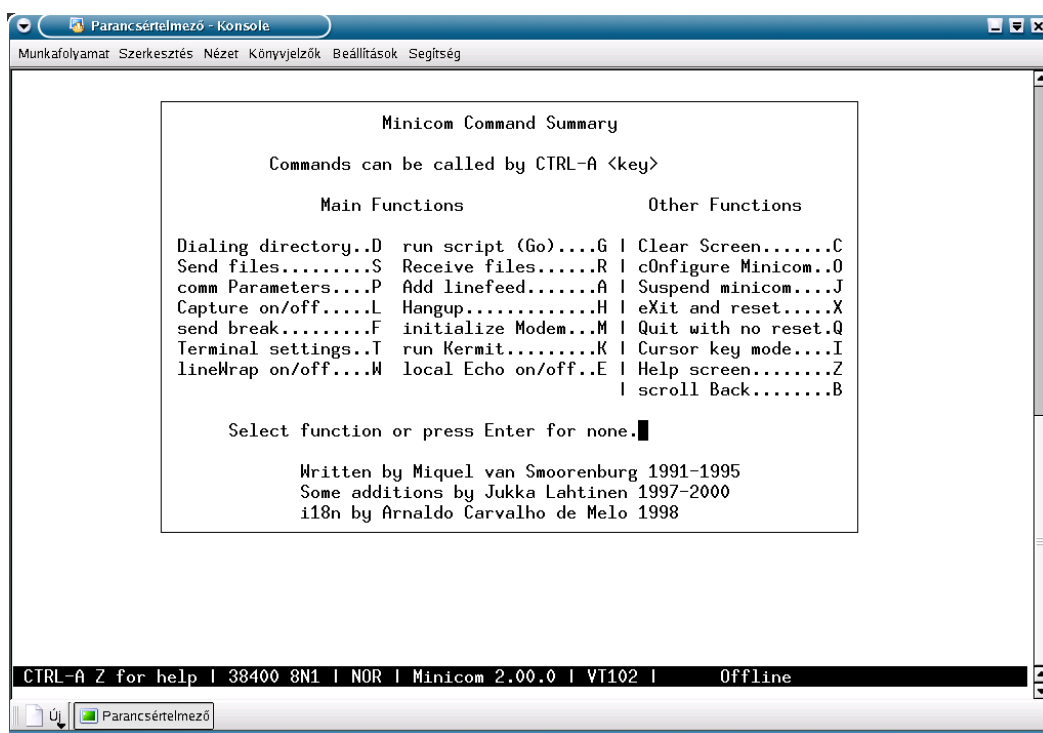 Parancsértelmező - Konsole
Munkafolyamat Szerkesztés Nézet Könyvjelzők Beállítások Segítség
Minicom Command Summary
Commands can be called by CTRL-A <key>
Main Functions Other Functions
Dialing directory..D run script (Go)....G | Clear Screen.......C
Send files.........S Receive files......R | cOnfigure Minicom..O
comm Parameters....P Add linefeed.......A | Suspend minicom....J
Capture on/off.....L Hangup.............H | eXit and reset.....X
send break.........F initialize Modem...M | Quit with no reset.Q
Terminal settings..T run Kermit.........K | Cursor key mode....I
lineWrap on/off....W local Echo on/off..E | Help screen........Z
| scroll Back........B
Select function or press Enter for none.
Written by Miquel van Smoorenburg 1991-1995
Some additions by Jukka Lahtinen 1997-2000
i18n by Arnaldo Carvalho de Melo 1998
CTRL-A Z for help | 38400 8N1 | NOR | Minicom 2.00.0 | VT102 | Offline
Új Parancsértelmező